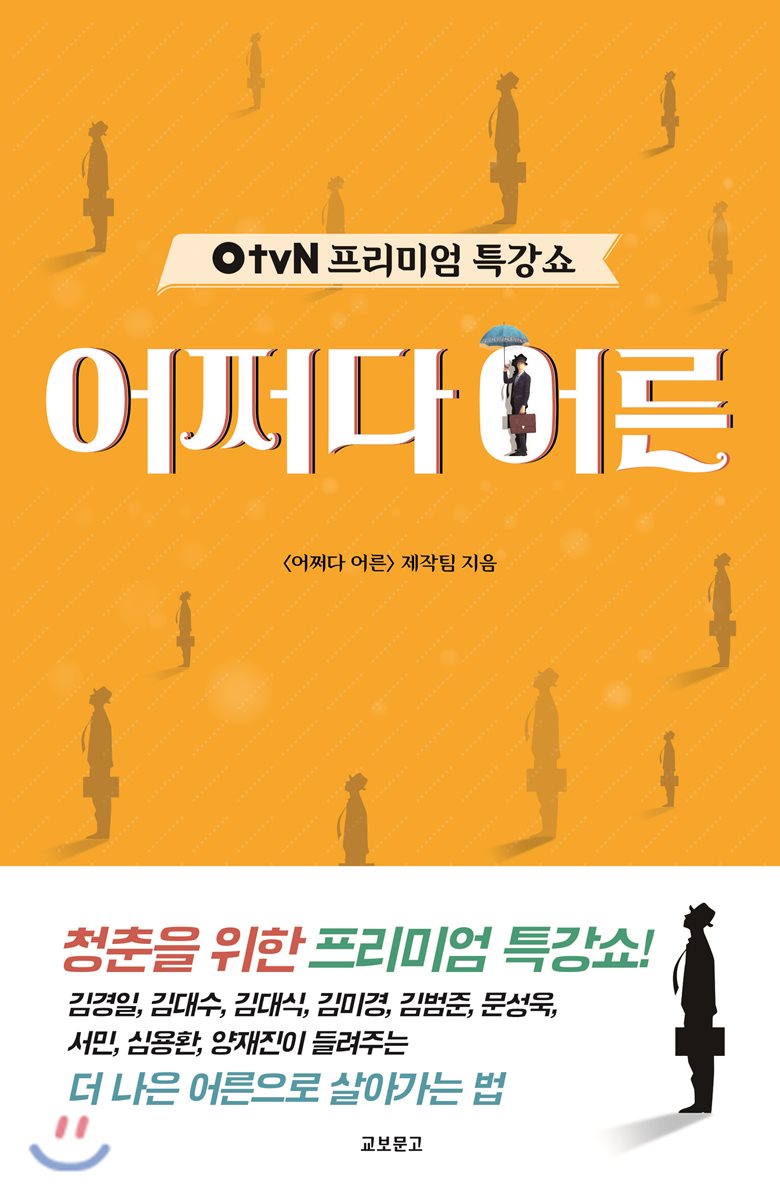 OtvN 프리미엄 특강쇼
어쩌다 어른
〈어쩌다 어른〉 제작팀 지음
청춘을 위한 프리미엄 특강쇼!
김경일, 김대수, 김대식, 김미경, 김범준, 문성욱,
서민, 심용환, 양재진이 들려주는
더 나은 어른으로 살아가는 법
교보문고